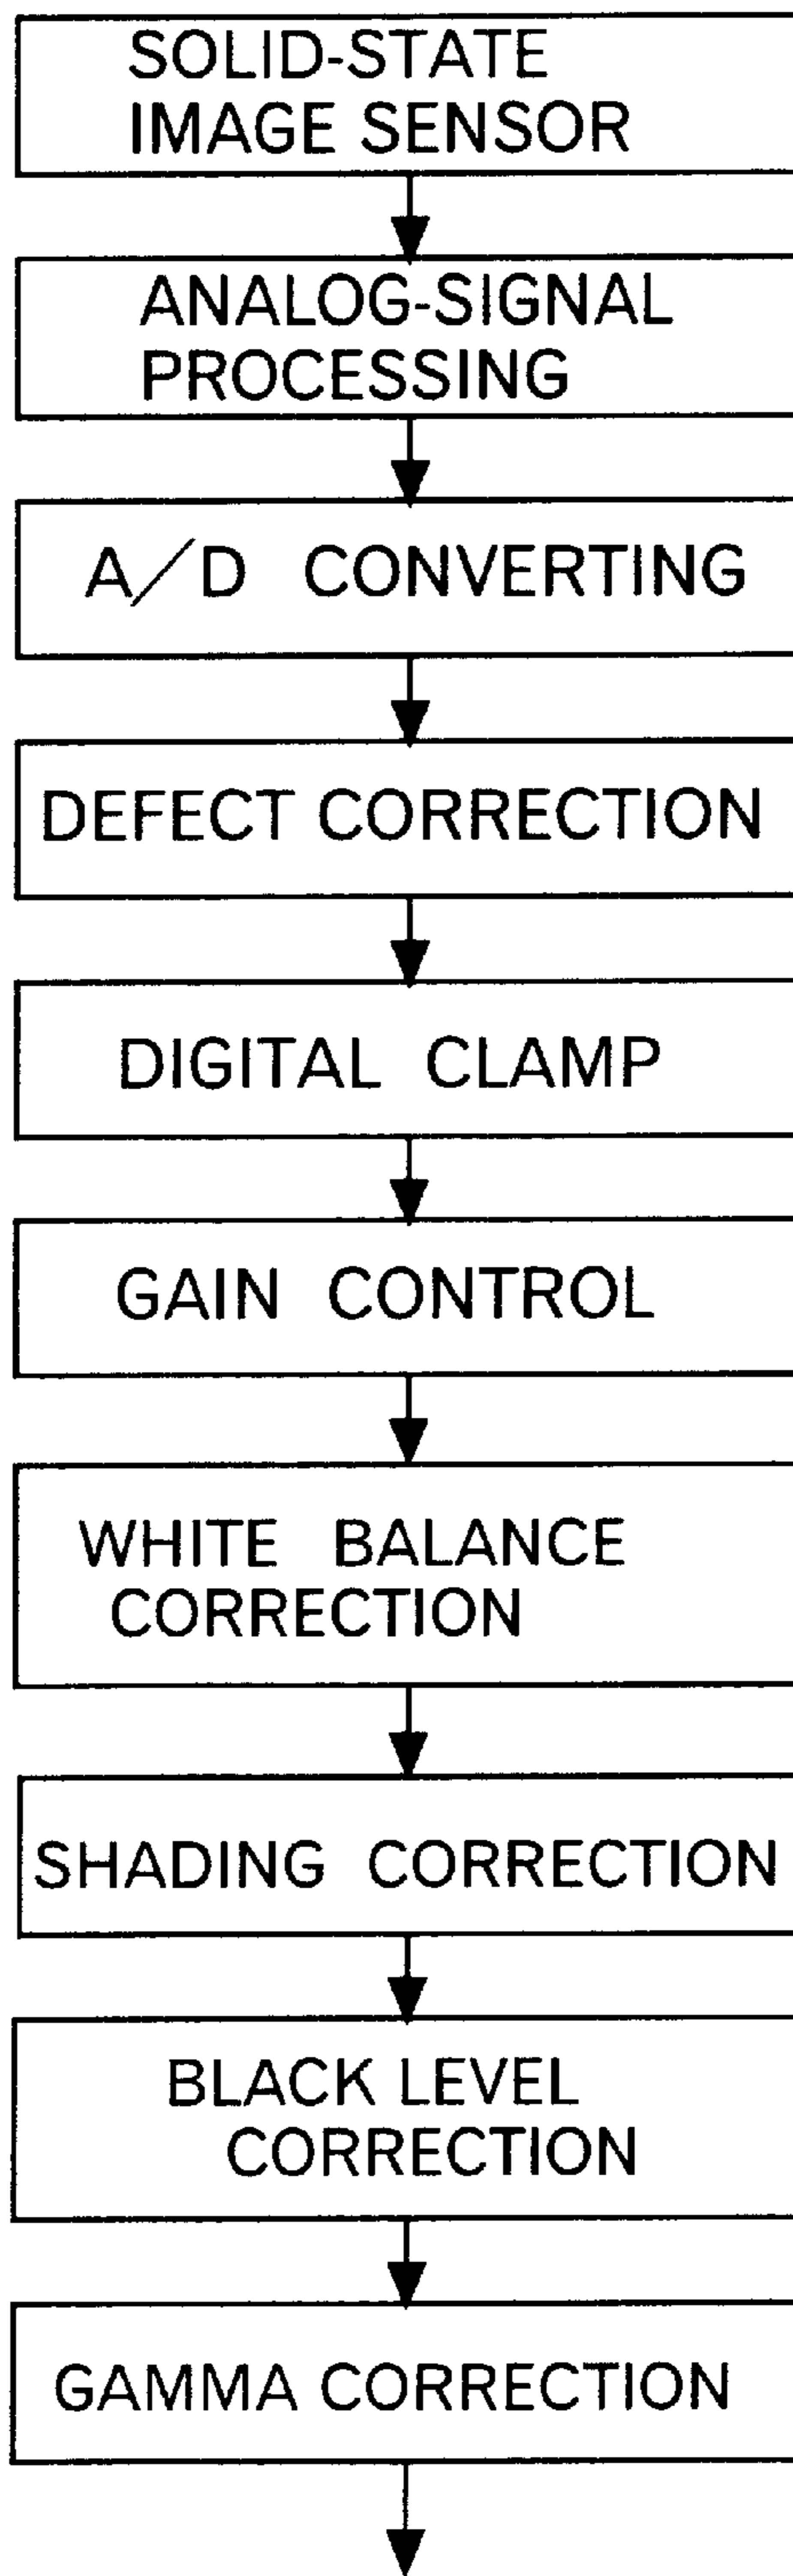 SOLID-STATE
IMAGE SENSOR
ANALOG-SIGNAL
PROCESSING
A/D CONVERTING
DEFECT CORRECTION
DIGITAL CLAMP
GAIN CONTROL
WHITE BALANCE
CORRECTION
SHADING CORRECTION
BLACK LEVEL
CORRECTION
GAMMA CORRECTION